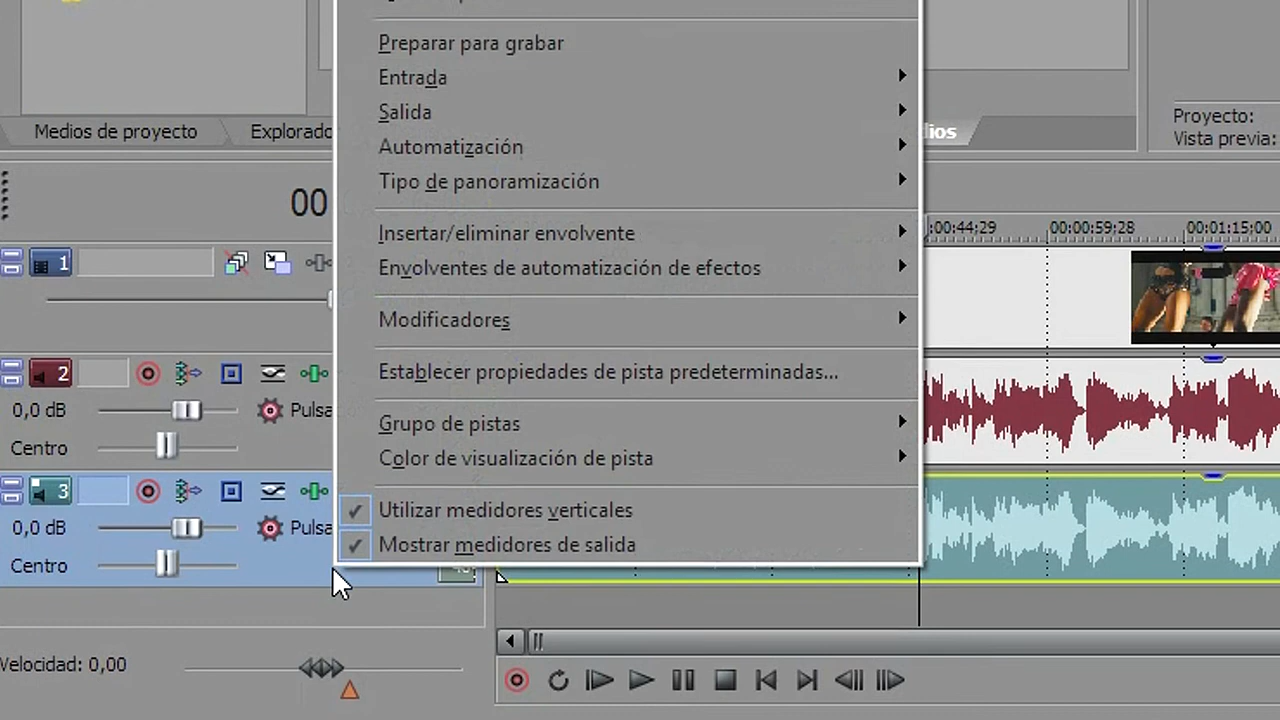 Preparar para grabar
Entrada
Salida
Automatización
Tipo de panoramización
Insertar/eliminar envolvente
Envolventes de automatización de efectos
Modificadores
Establecer propiedades de pista predeterminadas...
Grupo de pistas
Color de visualización de pista
Utilizar medidores verticales
Mostrar medidores de salida
Medios de proyecto
Explorado
dios
Proyecto:
Vista previa:
00
:00:44;29
00:00:59;28
00:01:15;00
1
2
0,0 dB
Pulsa
Centro
3
0,0 dB
Pulsa
Centro
Velocidad: 0,00